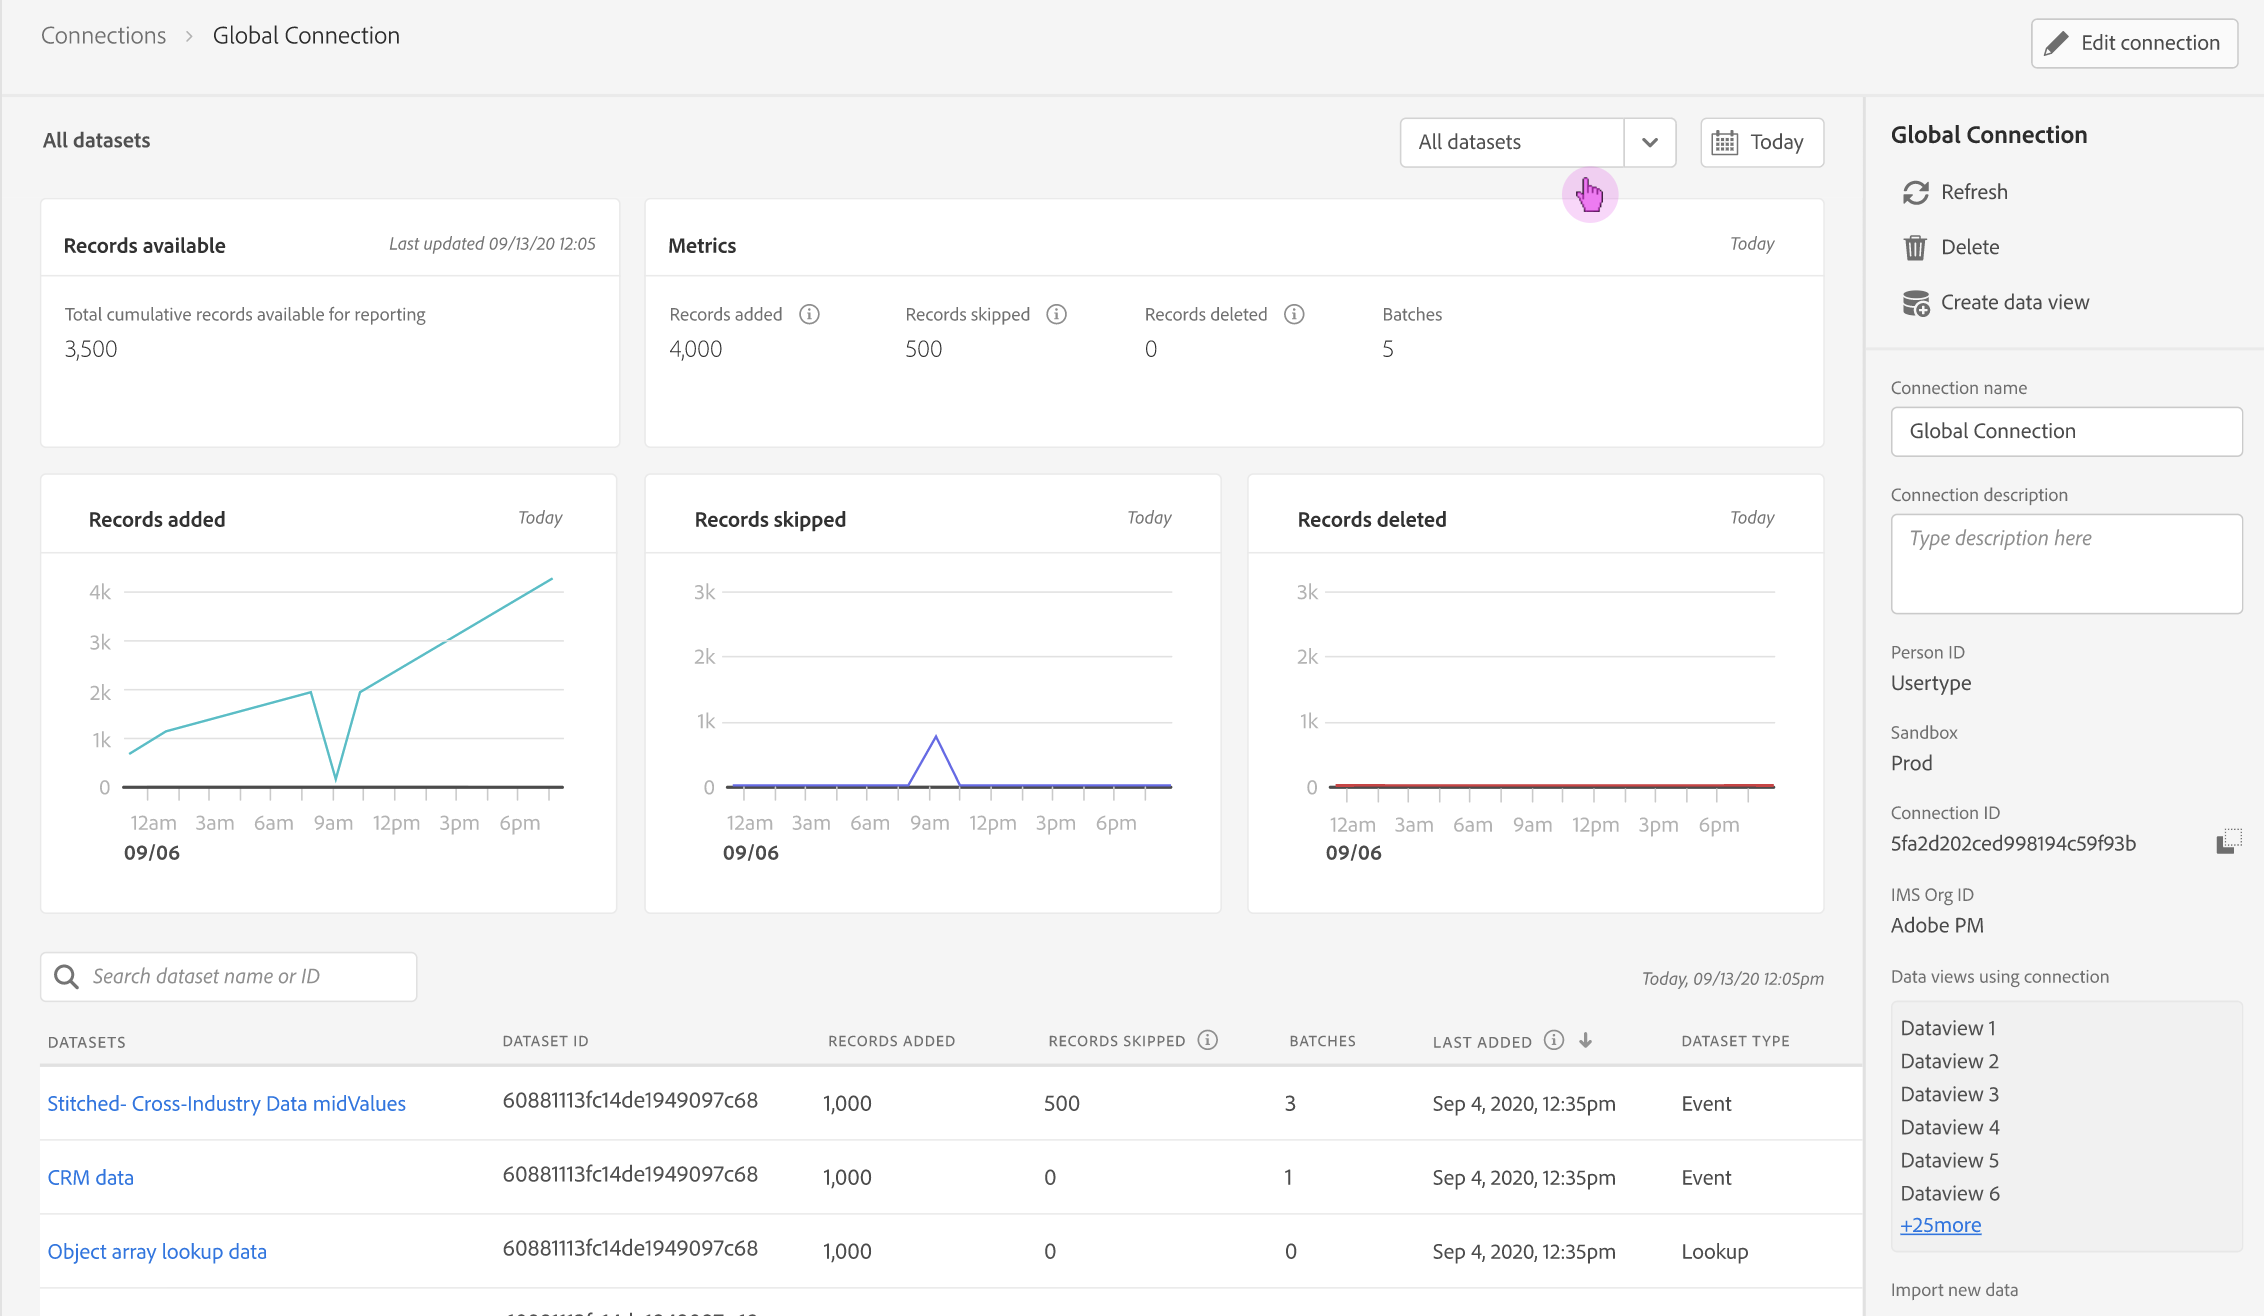 Connections > Global Connection
Edit connection
All datasets
All datasets
Today
Records available
Last updated 09/13/20 12:05
Total cumulative records available for reporting
3,500
Metrics
Today
Records added
Records skipped
Records deleted
Batches
4,000
500
0
5
Records added
Today
4k
3k
2k
1k
0
12am 3am 6am 9am 12pm 3pm 6pm
09/06
Records skipped
Today
3k
2k
1k
0
12am 3am 6am 9am 12pm 3pm 6pm
09/06
Records deleted
Today
3k
2k
1k
0
12am 3am 6am 9am 12pm 3pm 6pm
09/06
Search dataset name or ID
Today, 09/13/20 12:05pm
DATASETS DATASET ID RECORDS ADDED RECORDS SKIPPED BATCHES LAST ADDED DATASET TYPE
Stitched- Cross-Industry Data midValues 60881113fc14de1949097c68 1,000 500 3 Sep 4, 2020, 12:35pm Event
CRM data 60881113fc14de1949097c68 1,000 0 1 Sep 4, 2020, 12:35pm Event
Object array lookup data 60881113fc14de1949097c68 1,000 0 0 Sep 4, 2020, 12:35pm Lookup
Global Connection
Refresh
Delete
Create data view
Connection name
Global Connection
Connection description
Type description here
Person ID
Usertype
Sandbox
Prod
Connection ID
5fa2d202ced998194c59f93b
IMS Org ID
Adobe PM
Data views using connection
Dataview 1
Dataview 2
Dataview 3
Dataview 4
Dataview 5
Dataview 6
+25more
Import new data